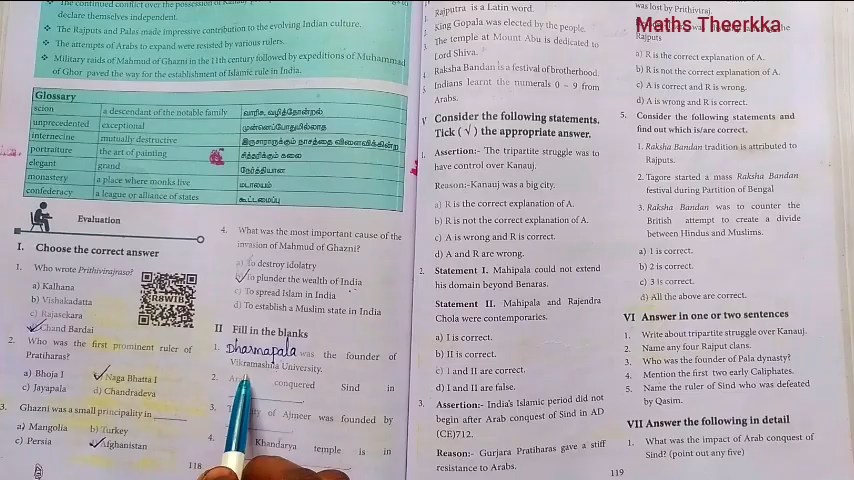 The continued conflict over the possession of
declare themselves independent.
❖ The Rajputs and Palas made impressive contribution to the evolving Indian culture.
❖ The attempts of Arabs to expand were resisted by various rulers.
❖ Military raids of Mahmud of Ghazni in the 11th century followed by expeditions of Muhammad
of Ghor paved the way for the establishment of Islamic rule in India.
Glossary
scion a descendant of the notable family வாரிசு, வழித்தோன்றல்
unprecedented exceptional முன்னெப்போதுமில்லாத
internecine mutually destructive இருசாராருக்கும் நாசத்தை விளைவிக்கின்ற
portraiture the art of painting சித்தரிக்கும் கலை
elegant grand நேர்த்தியான
monastery a place where monks live மடாலயம்
confederacy a league or alliance of states கூட்டமைப்பு
Evaluation
I. Choose the correct answer
1. Who wrote Prithivirajraso?
a) Kalhana
b) Vishakadatta
c) Rajasekara
d) Chand Bardai
R8WIB
2. Who was the first prominent ruler of
Pratiharas?
a) Bhoja I b) Naga Bhatta I
c) Jayapala d) Chandradeva
3. Ghazni was a small principality in
a) Mangolia b) Turkey
c) Persia d) Afghanistan
118
4. What was the most important cause of the
invasion of Mahmud of Ghazni?
a) To destroy idolatry
b) To plunder the wealth of India
c) To spread Islam in India
d) To establish a Muslim state in India
II Fill in the blanks
1. Dharmapala was the founder of
Vikramashila University.
2. conquered Sind in
3. of Ajmeer was founded by
4. Khandarya temple is in
Rajputra is a Latin word.
2. King Gopala was elected by the people.
3. The temple at Mount Abu is dedicated to
Lord Shiva.
4. Raksha Bandan is a festival of brotherhood.
5. Indians learnt the numerals 0 – 9 from
Arabs.
V Consider the following statements.
Tick (√) the appropriate answer.
1. Assertion:- The tripartite struggle was to
have control over Kanauj.
Reason:-Kanauj was a big city.
a) R is the correct explanation of A.
b) R is not the correct explanation of A.
c) A is wrong and R is correct.
d) A and R are wrong.
2. Statement I. Mahipala could not extend
his domain beyond Benaras.
Statement II. Mahipala and Rajendra
Chola were contemporaries.
a) I is correct.
b) II is correct.
c) I and II are correct.
d) I and II are false.
3. Assertion:- India's Islamic period did not
begin after Arab conquest of Sind in AD
(CE)712.
Reason:- Gurjara Pratiharas gave a stiff
resistance to Arabs.
was lost by Prithiviraj.
Maths Theerkka
Rajputs
a) R is the correct explanation of A.
b) R is not the correct explanation of A.
c) A is correct and R is wrong.
d) A is wrong and R is correct.
5. Consider the following statements and
find out which is/are correct.
1. Raksha Bandan tradition is attributed to
Rajputs.
2. Tagore started a mass Raksha Bandan
festival during Partition of Bengal
3. Raksha Bandan was to counter the
British attempt to create a divide
between Hindus and Muslims.
a) 1 is correct.
b) 2 is correct.
c) 3 is correct.
d) All the above are correct.
VI Answer in one or two sentences
1. Write about tripartite struggle over Kanauj.
2. Name any four Rajput clans.
3. Who was the founder of Pala dynasty?
4. Mention the first two early Caliphates.
5. Name the ruler of Sind who was defeated
by Qasim.
VII Answer the following in detail
1. What was the impact of Arab conquest of
Sind? (point out any five)
119